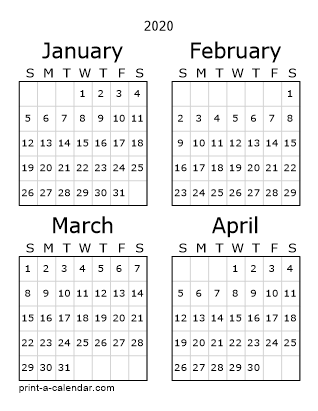 2020
January
S M T W T F S
1 2 3 4
5 6 7 8 9 10 11
12 13 14 15 16 17 18
19 20 21 22 23 24 25
26 27 28 29 30 31
February
S M T W T F S
1
2 3 4 5 6 7 8
9 10 11 12 13 14 15
16 17 18 19 20 21 22
23 24 25 26 27 28 29
March
S M T W T F S
1 2 3 4 5 6 7
8 9 10 11 12 13 14
15 16 17 18 19 20 21
22 23 24 25 26 27 28
29 30 31
April
S M T W T F S
1 2 3 4
5 6 7 8 9 10 11
12 13 14 15 16 17 18
19 20 21 22 23 24 25
26 27 28 29 30
print-a-calendar.com